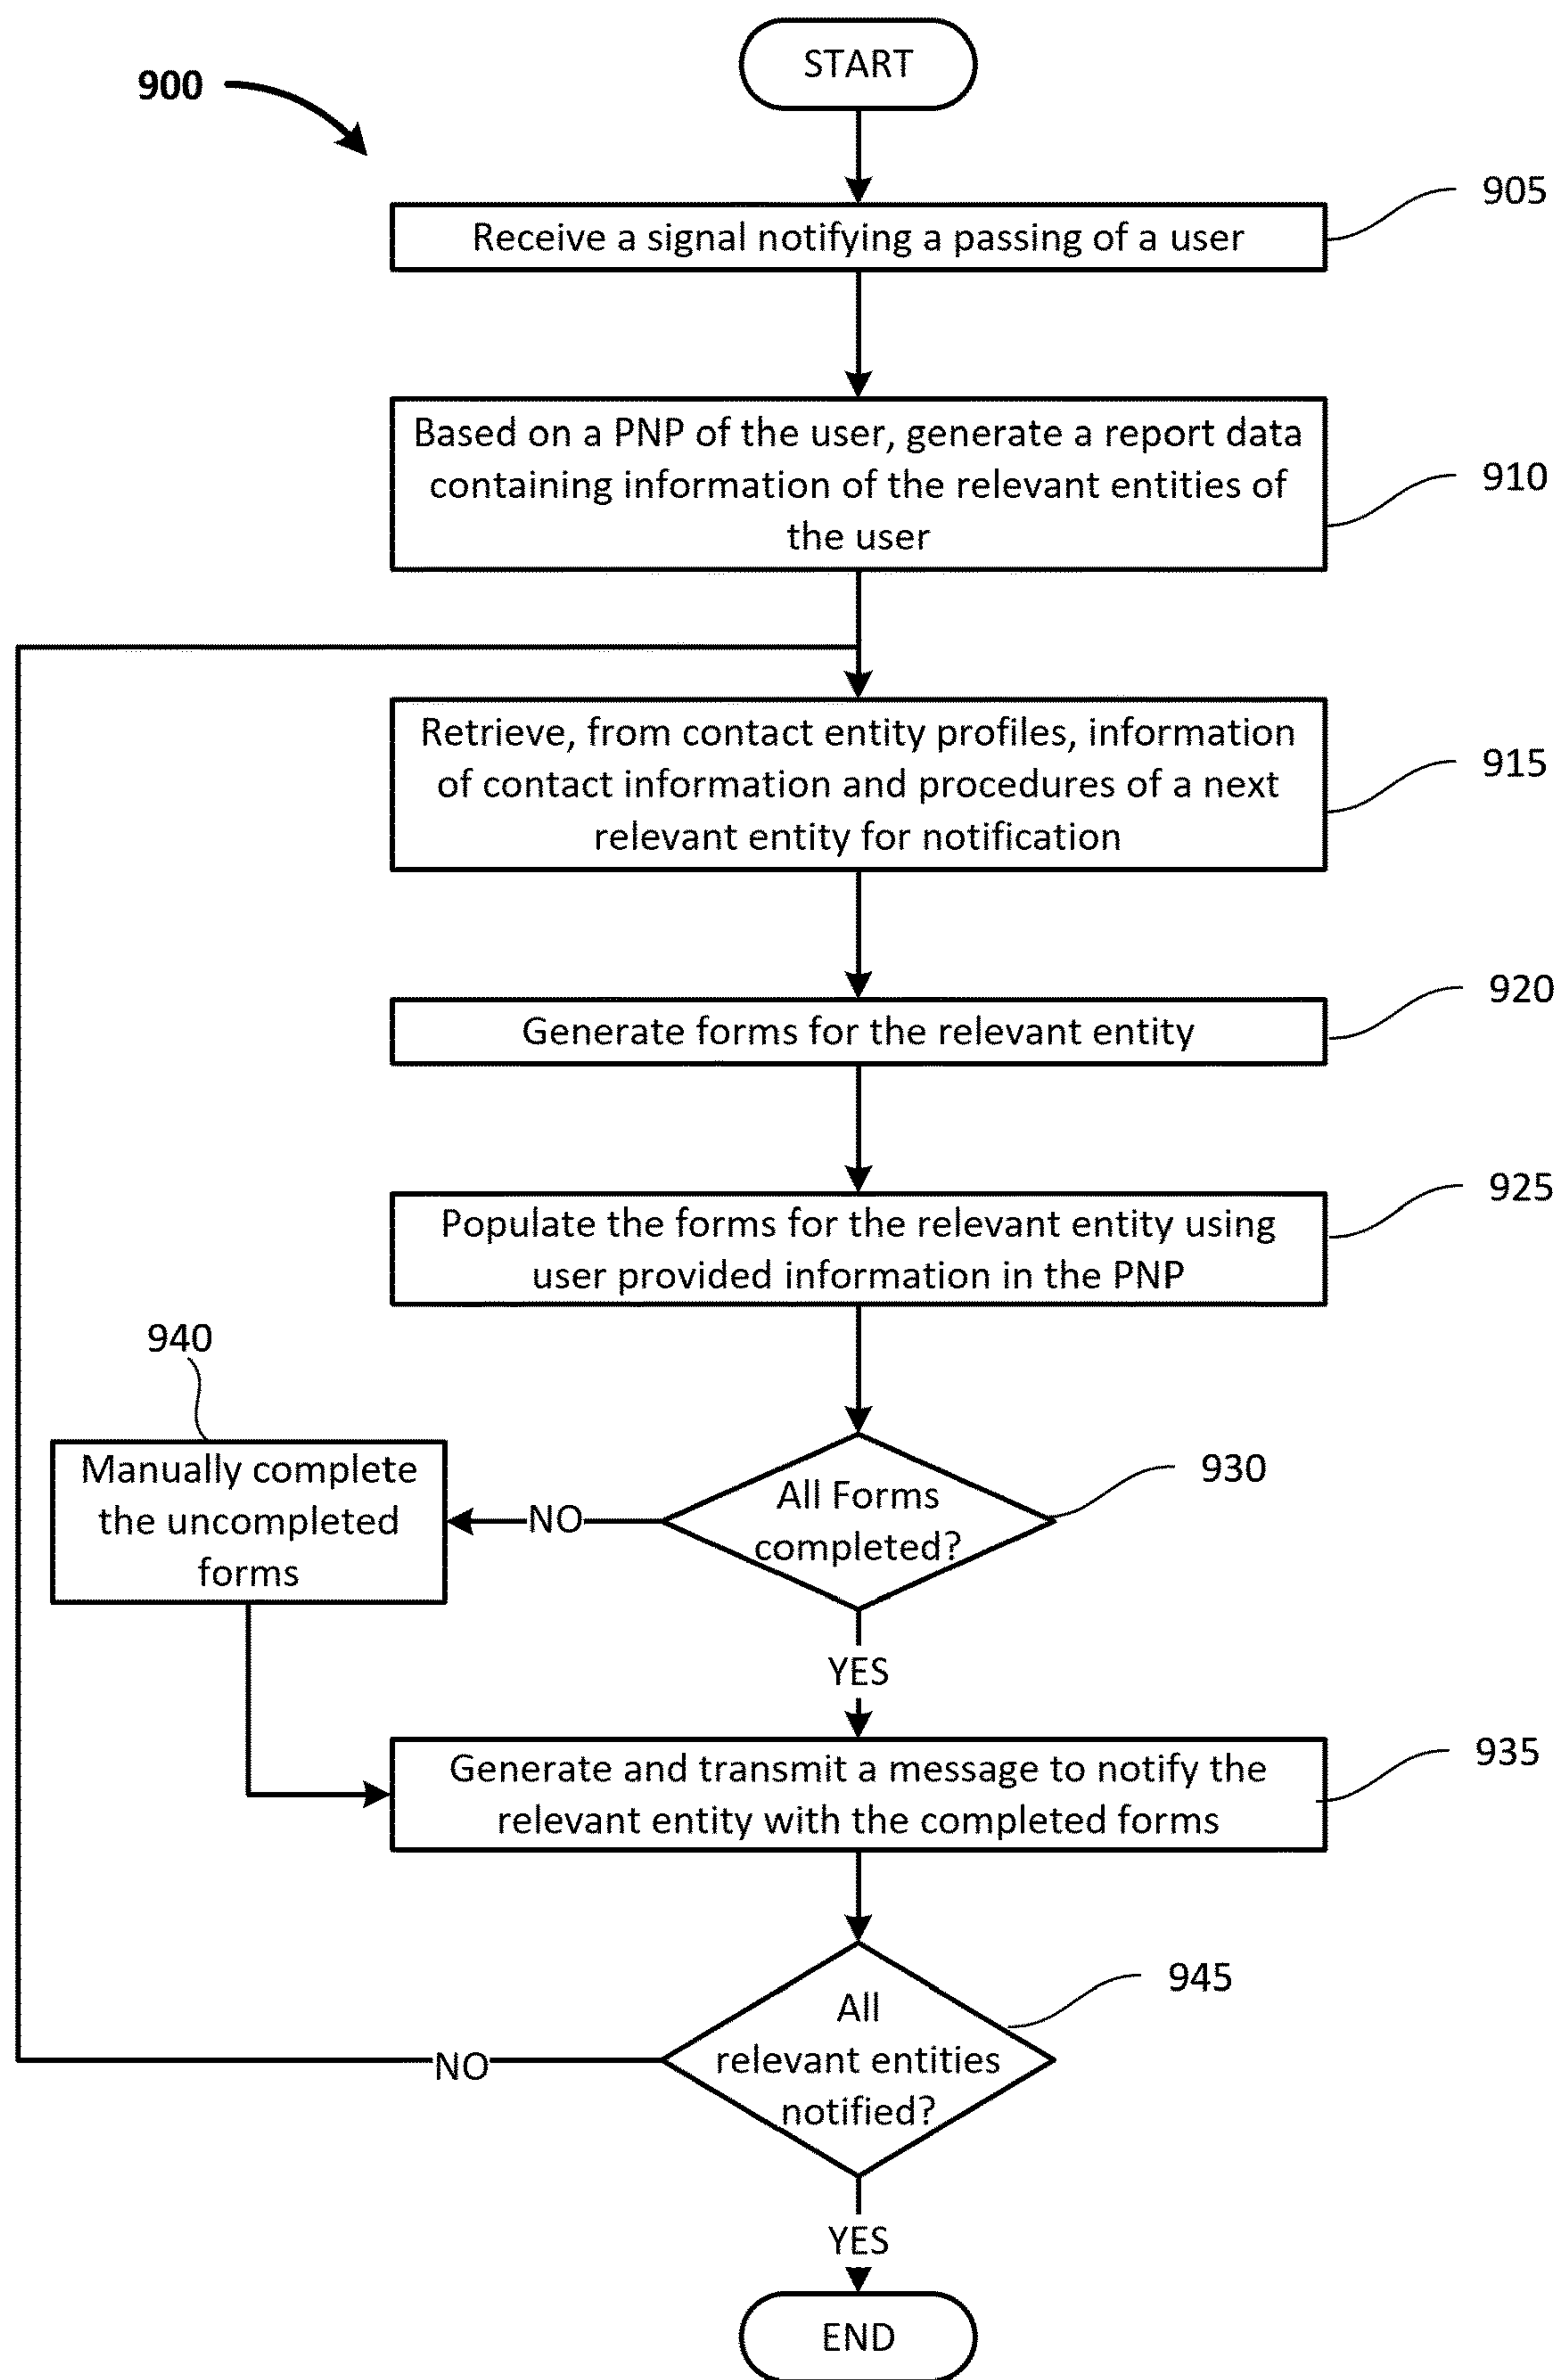 START
900
905
Receive a signal notifying a passing of a user
Based on a PNP of the user, generate a report data
containing information of the relevant entities of
the user
910
Retrieve, from contact entity profiles, information
of contact information and procedures of a next
relevant entity for notification
915
920
Generate forms for the relevant entity
925
Populate the forms for the relevant entity using
user provided information in the PNP
940
Manually complete
the uncompleted
forms
NO
All Forms
completed?
930
YES
935
Generate and transmit a message to notify the
relevant entity with the completed forms
945
All
relevant entities
notified?
NO
YES
END